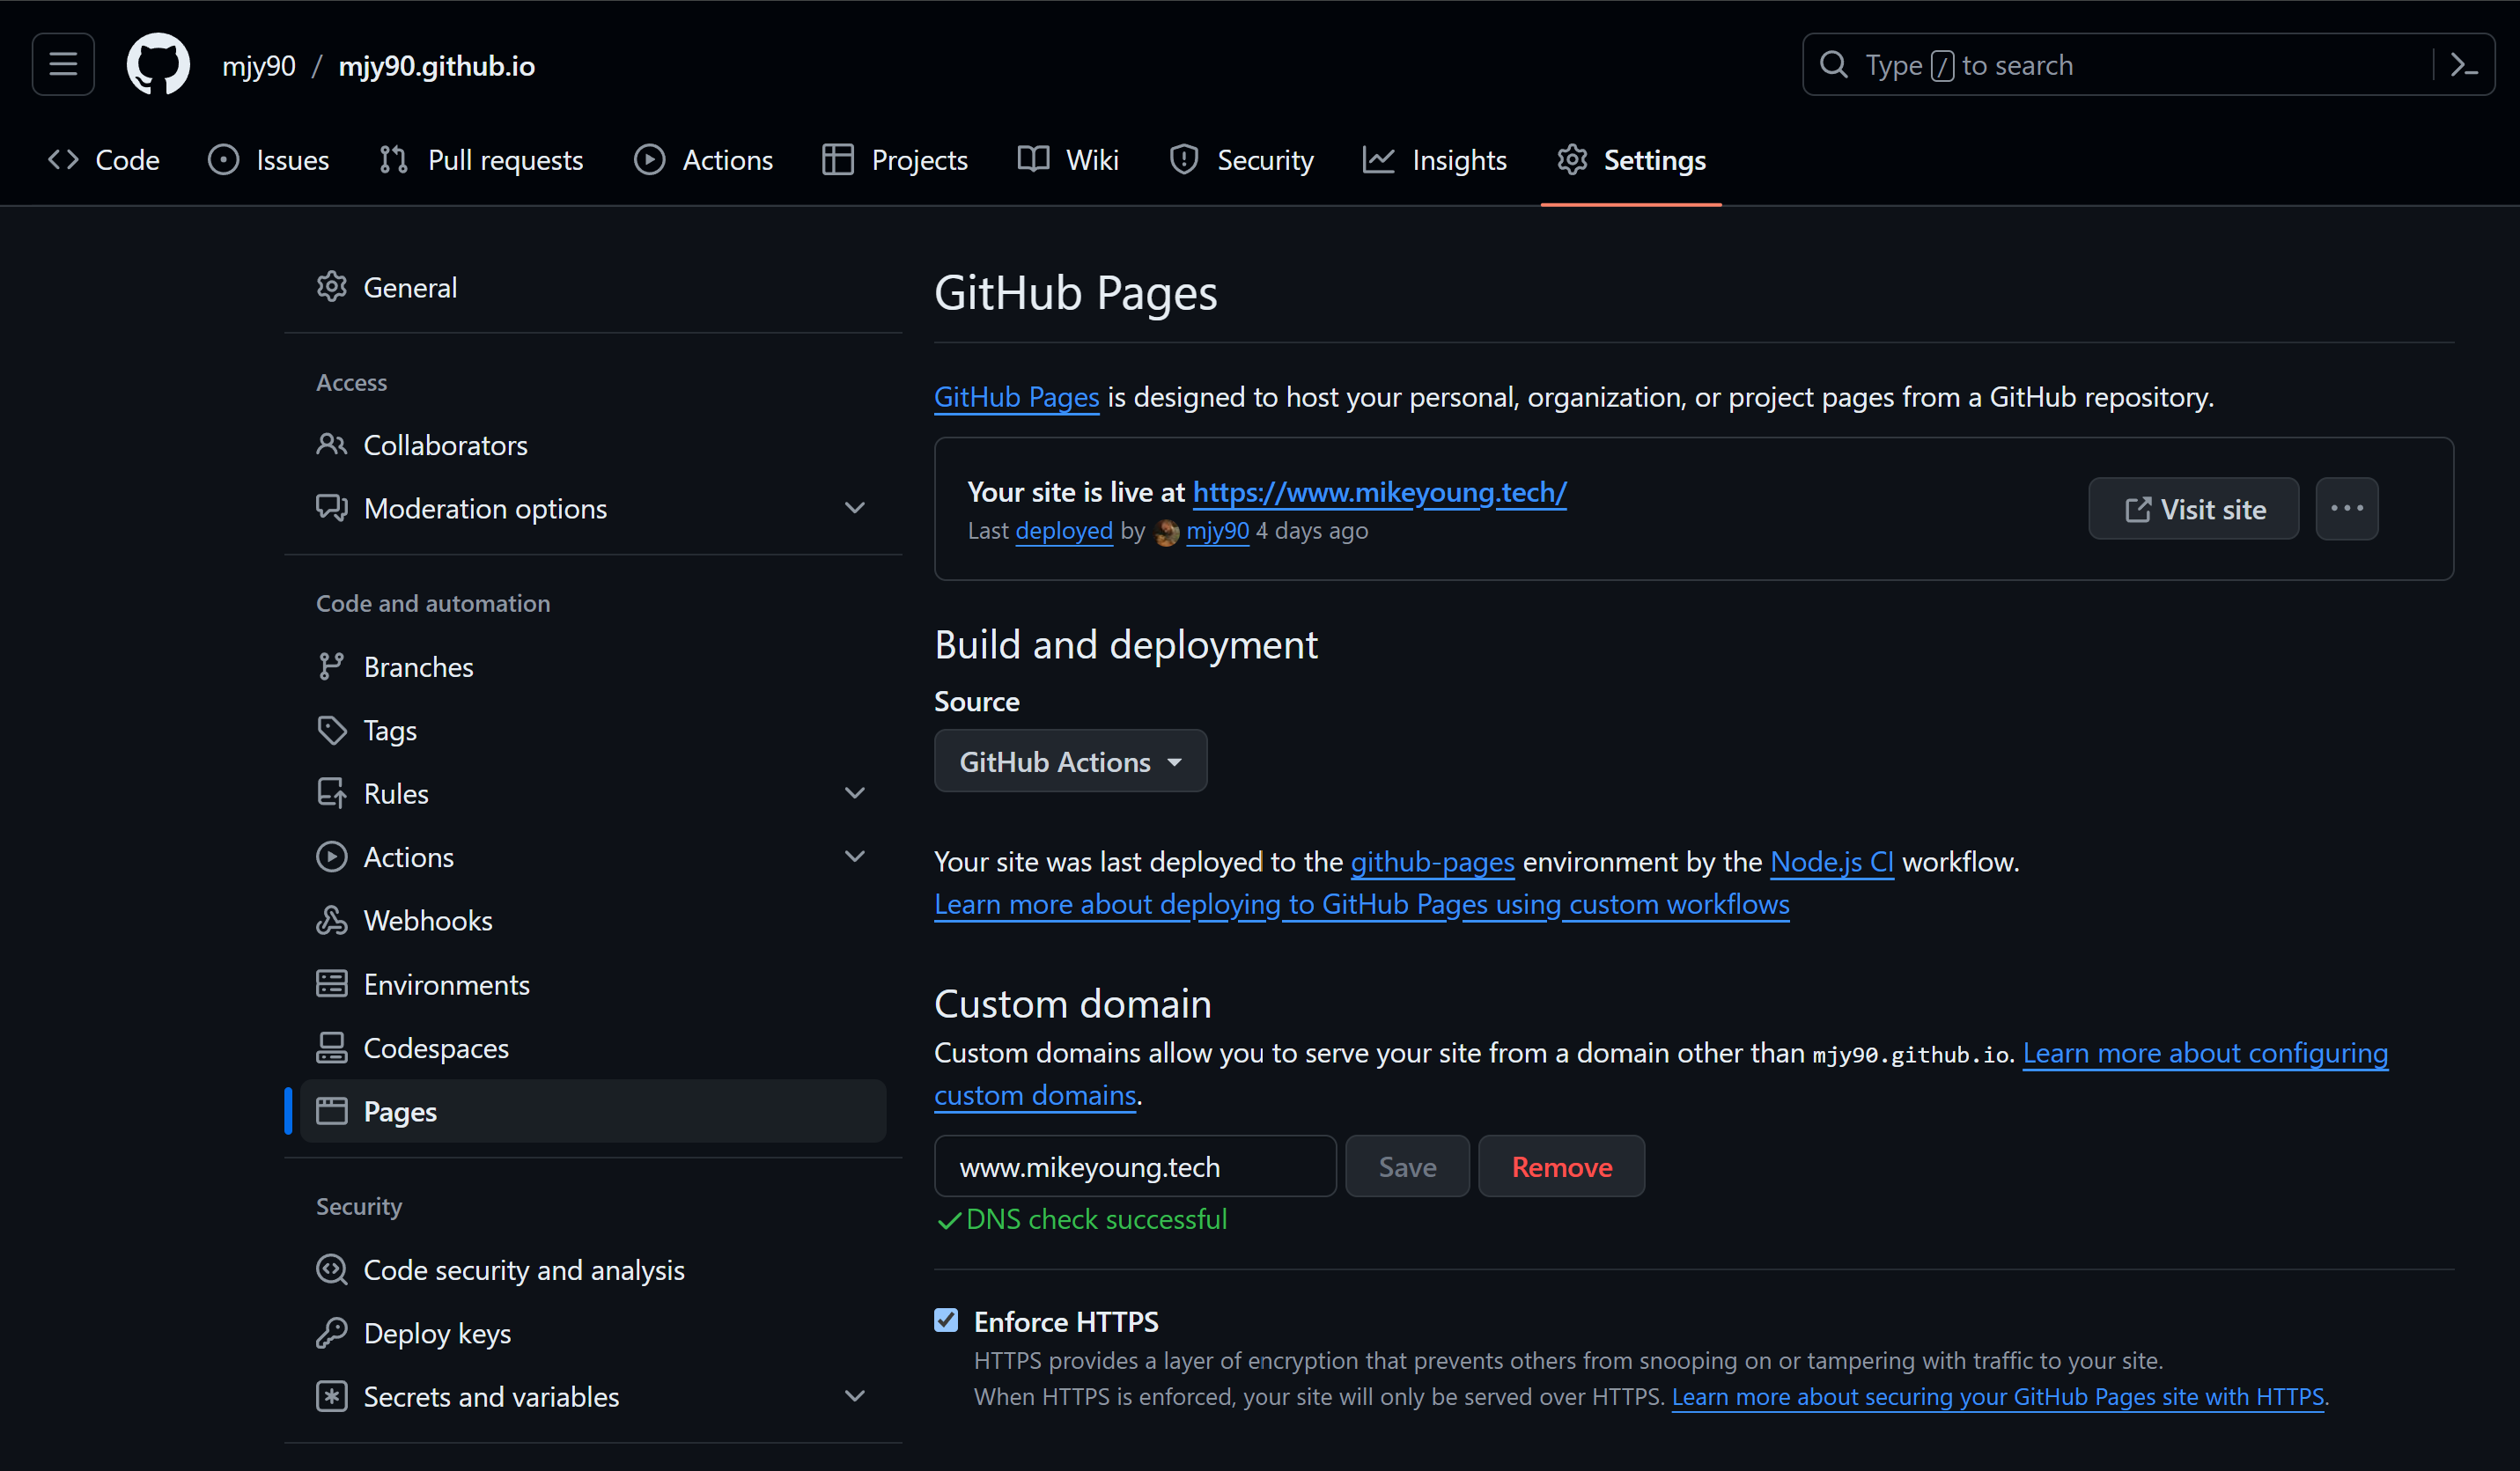 mjy90 / mjy90.github.io
Type / to search
Code Issues Pull requests Actions Projects Wiki Security Insights Settings
General
Access
Collaborators
Moderation options
Code and automation
Branches
Tags
Rules
Actions
Webhooks
Environments
Codespaces
Pages
Security
Code security and analysis
Deploy keys
Secrets and variables
GitHub Pages
GitHub Pages is designed to host your personal, organization, or project pages from a GitHub repository.
Your site is live at https://www.mikeyoung.tech/
Last deployed by mjy90 4 days ago
Visit site
Build and deployment
Source
GitHub Actions
Your site was last deployed to the github-pages environment by the Node.js CI workflow.
Learn more about deploying to GitHub Pages using custom workflows
Custom domain
Custom domains allow you to serve your site from a domain other than mjy90.github.io. Learn more about configuring
custom domains.
www.mikeyoung.tech Save Remove
DNS check successful
Enforce HTTPS
HTTPS provides a layer of encryption that prevents others from snooping on or tampering with traffic to your site.
When HTTPS is enforced, your site will only be served over HTTPS. Learn more about securing your GitHub Pages site with HTTPS.